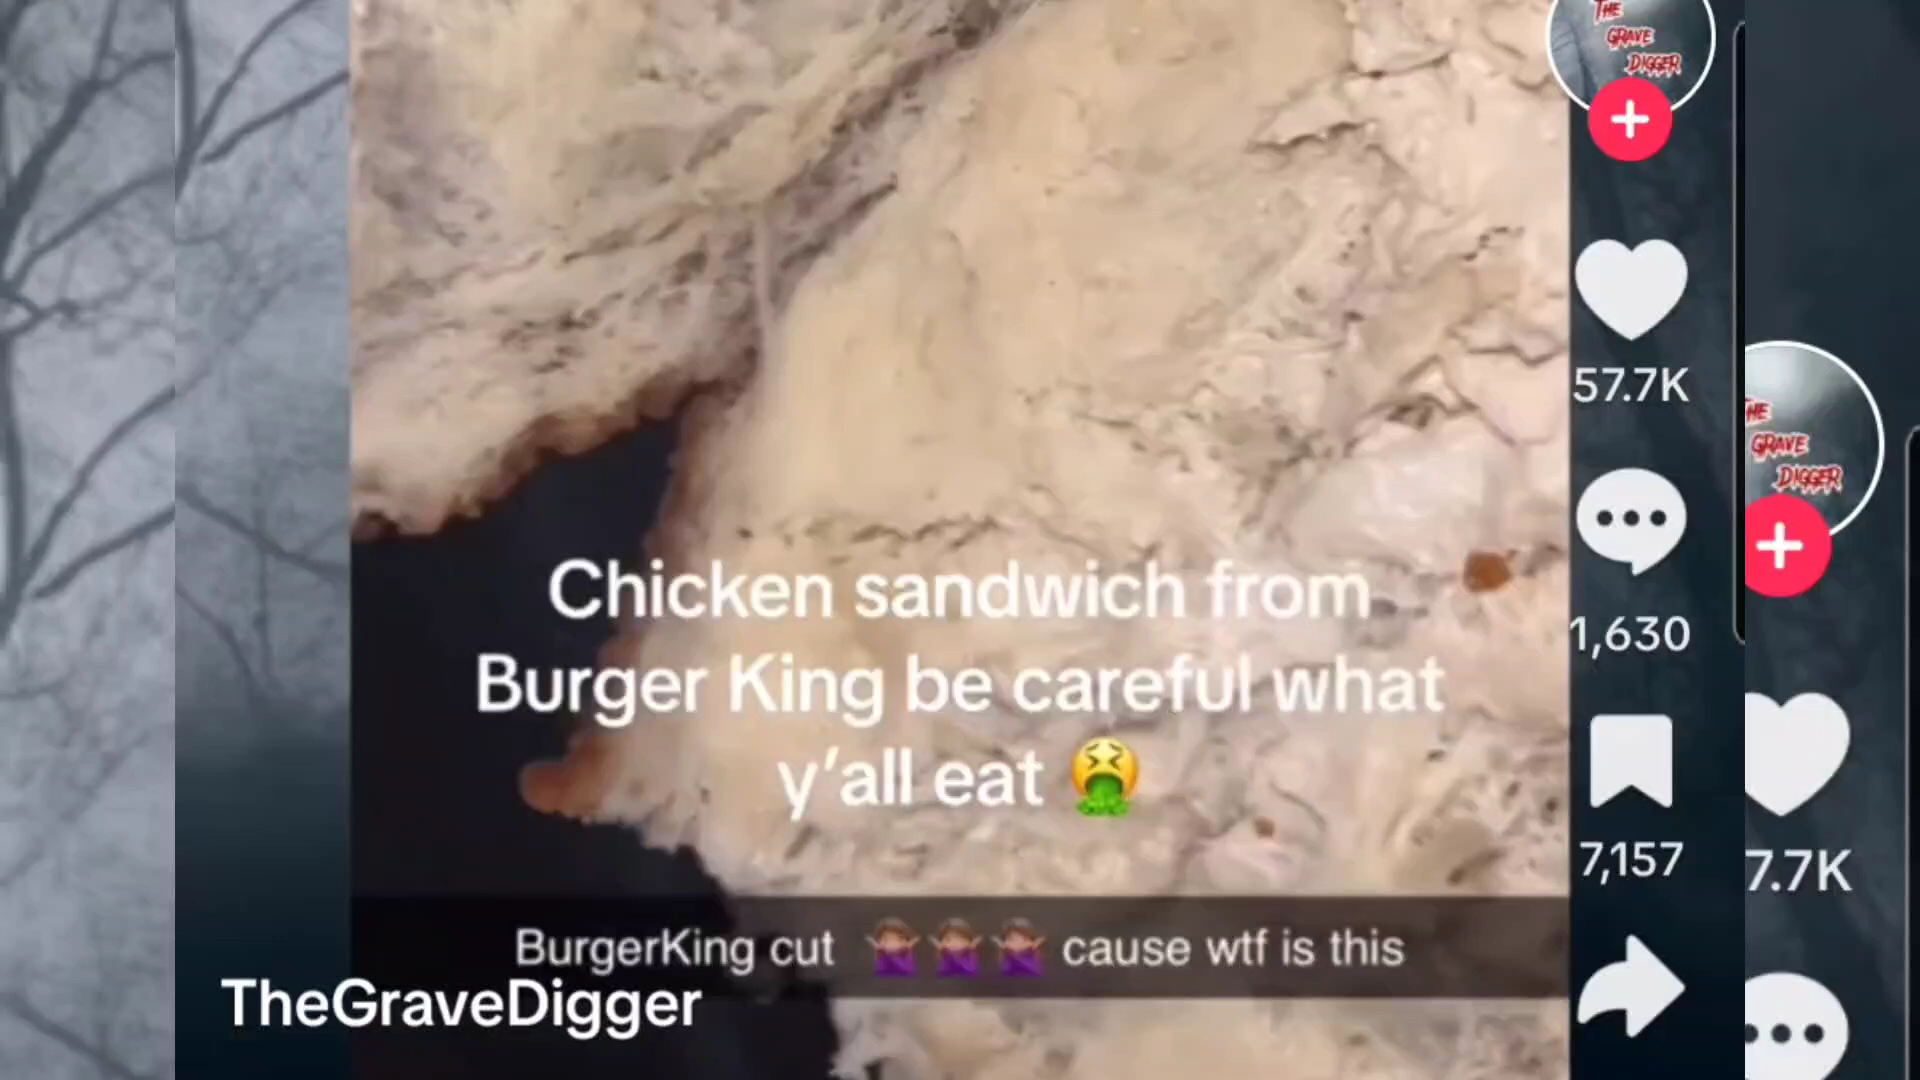 THE
GRAVE
DIGGER
57.7K
1,630
7,157
HE
GRAVE
DIGGER
7.7K
Chicken sandwich from
Burger King be careful what
y'all eat 🤮
BurgerKing cut 🙅🏽‍♀️🙅🏽‍♀️🙅🏽‍♀️ cause wtf is this
TheGraveDigger